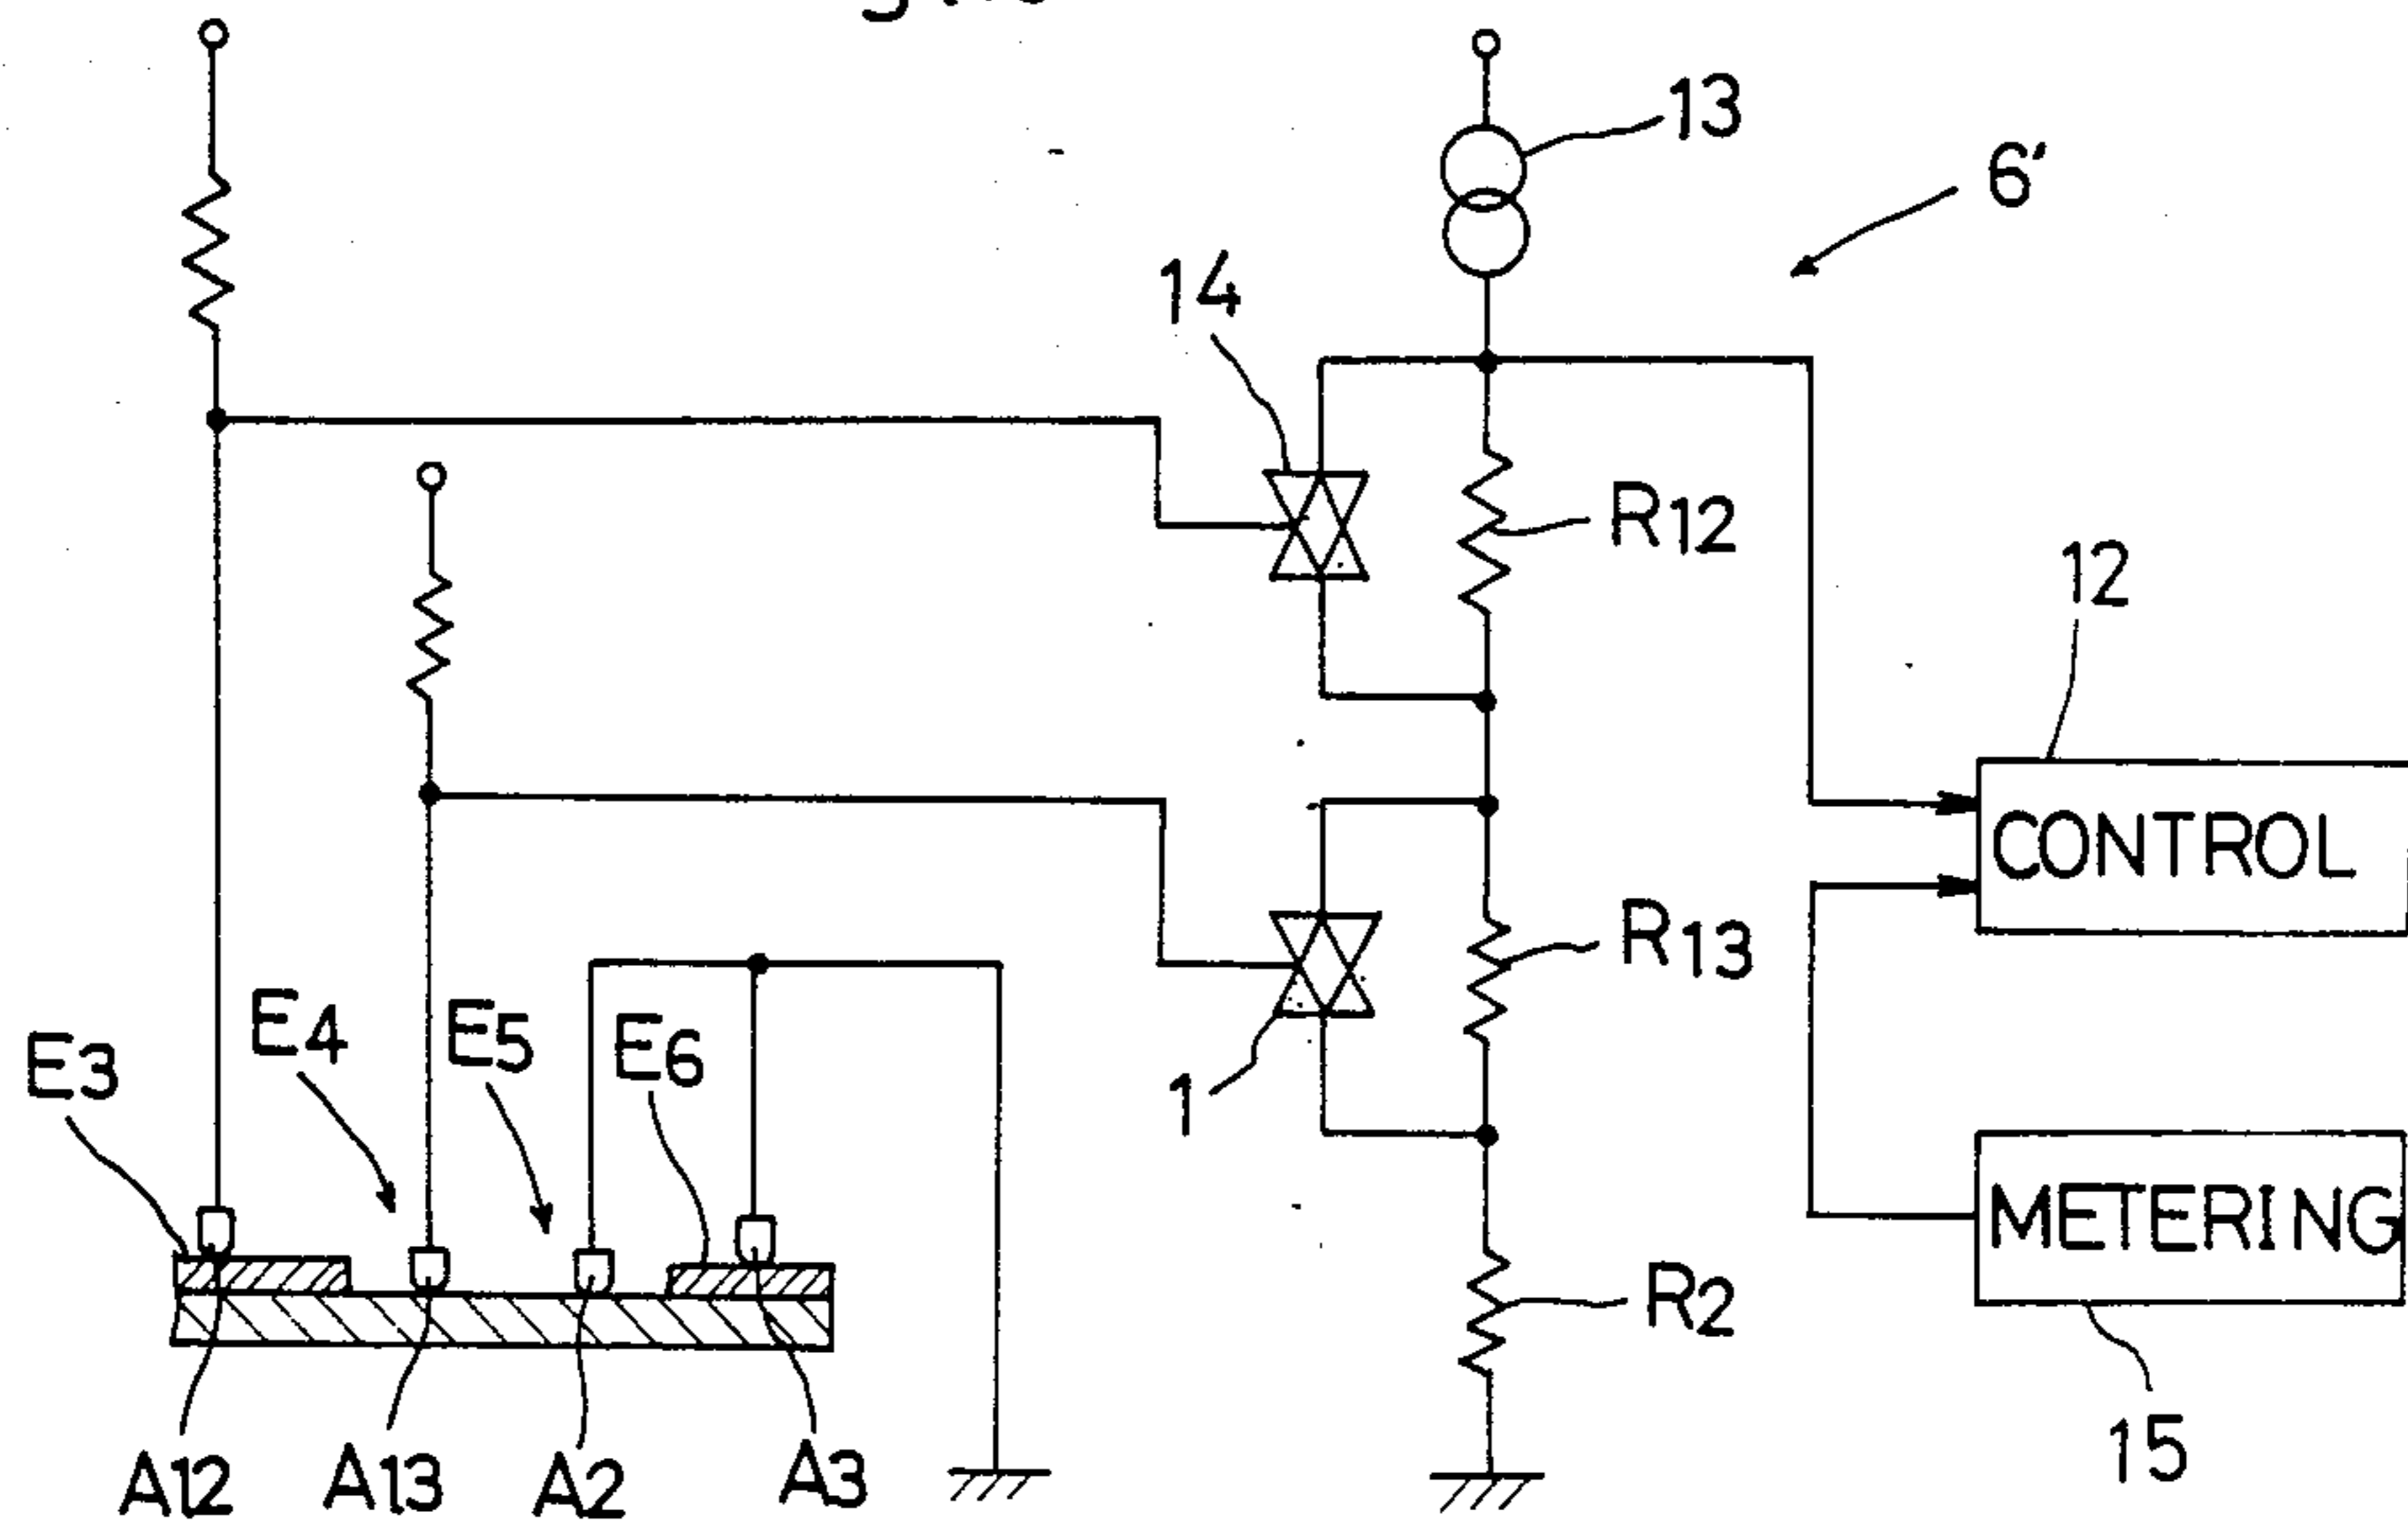 13
6'
14
R12
12
CONTROL
R13
E3
E4
E5
E6
1
METERING
R2
15
A12
A13
A2
A3